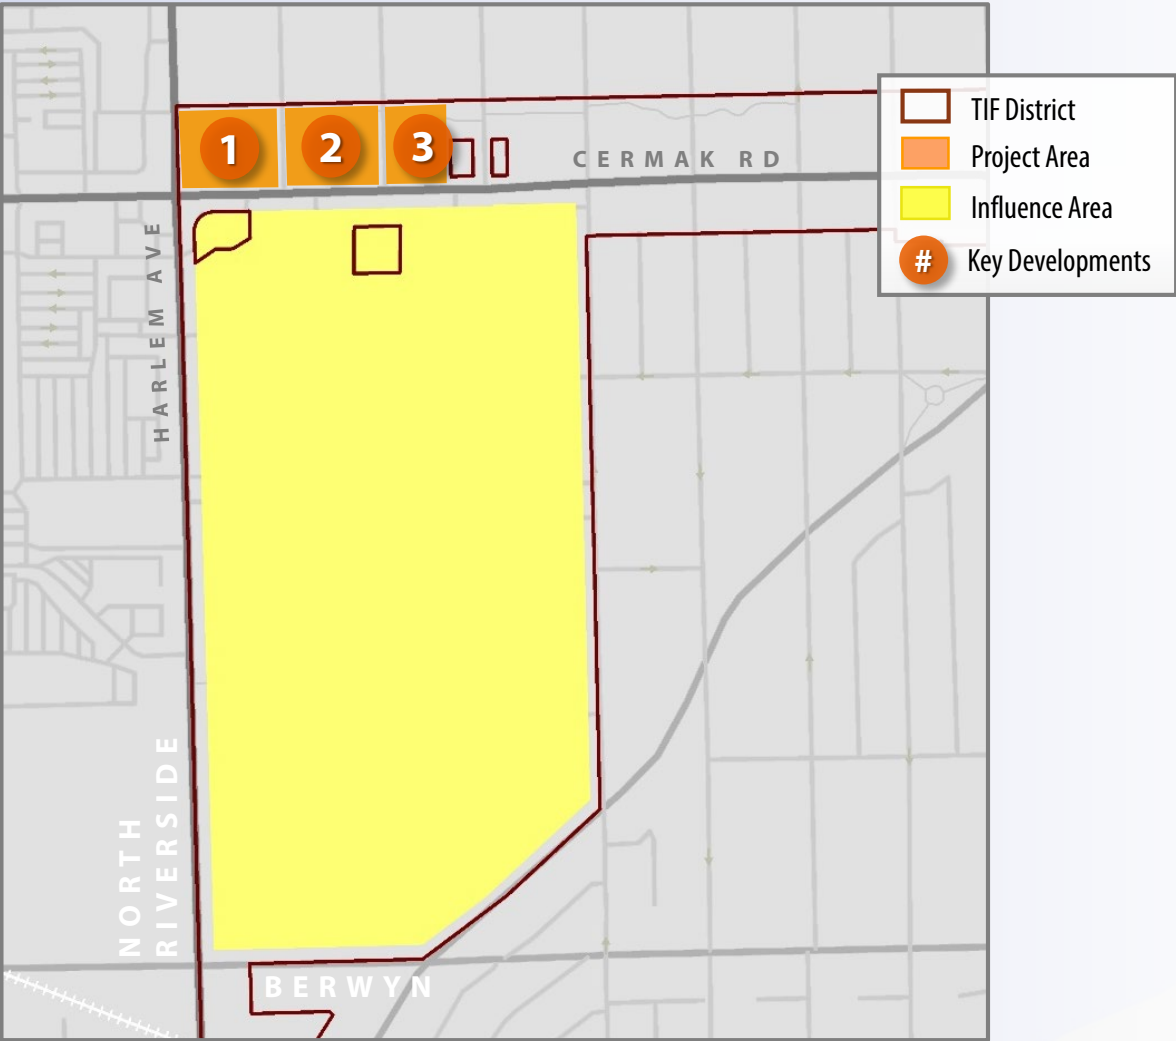 1
2
3
CERMAK RD
HARLEM AVE
NORTH
RIVERSIDE
BERWYN
TIF District
Project Area
Influence Area
# Key Developments